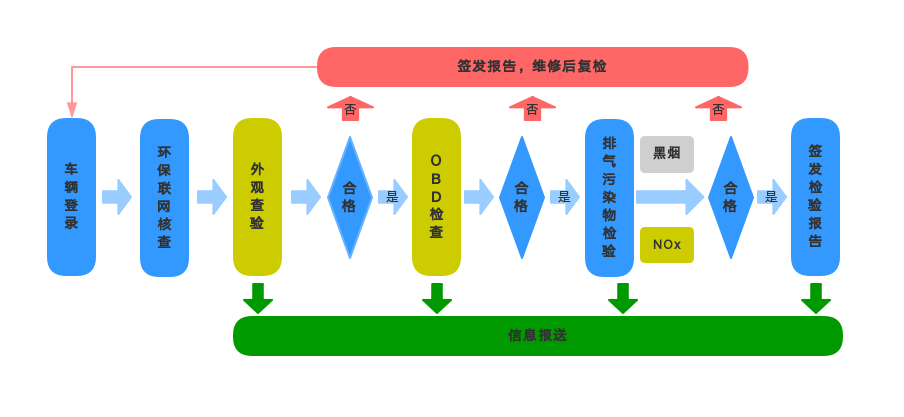 签发报告，维修后复检
否
否
否
车辆登录
环保联网核查
外观查验
合格
是
OBD检查
合格
是
排气污染物检验
黑烟
NOx
合格
是
签发检验报告
信息报送